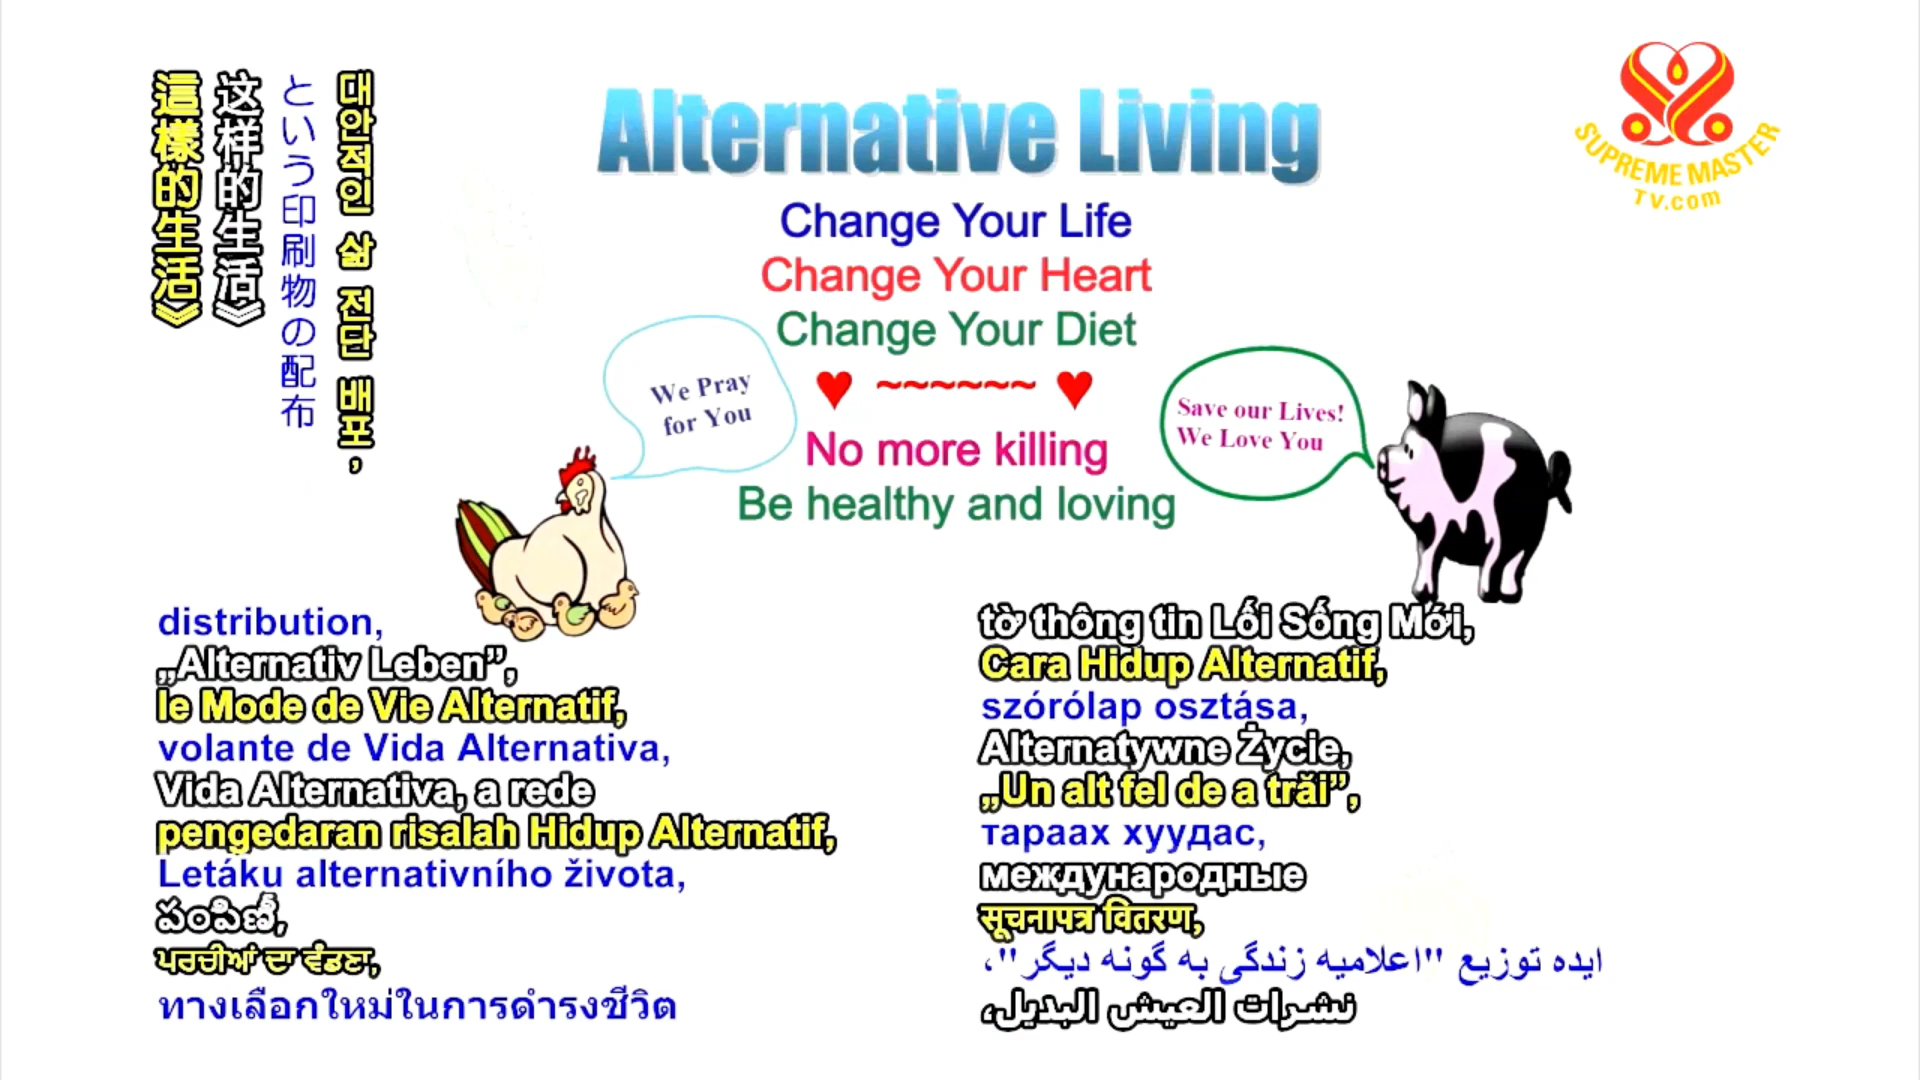 這樣的生活》
这样的生活》
という印刷物の配布
대안적인 삶 전단 배포,
Alternative Living
Change Your Life
Change Your Heart
Change Your Diet
♥ ~~~~~~ ♥
No more killing
Be healthy and loving
We Pray
for You
Save our Lives!
We Love You
SUPREME MASTER
TV.com
distribution,
„Alternativ Leben”,
le Mode de Vie Alternatif,
volante de Vida Alternativa,
Vida Alternativa, a rede
pengedaran risalah Hidup Alternatif,
Letáku alternativního života,
పంపిణీ,
ਪਰਚੀਆਂ ਦਾ ਵੰਡਣਾ,
ทางเลือกใหม่ในการดำรงชีวิต
tờ thông tin Lối Sống Mới,
Cara Hidup Alternatif,
szórólap osztása,
Alternatywne Życie,
„Un alt fel de a trăi”,
тараах хуудас,
международные
सूचनापत्र वितरण,
ایده توزیع "اعلامیه زندگی به گونه دیگر"،
نشرات العيش البديل،